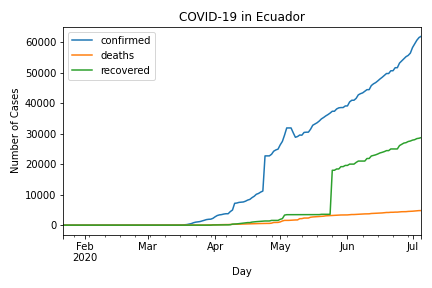 COVID-19 in Ecuador
confirmed
deaths
recovered
Number of Cases
60000
50000
40000
30000
20000
10000
0
Feb
2020
Mar
Apr
May
Jun
Jul
Day